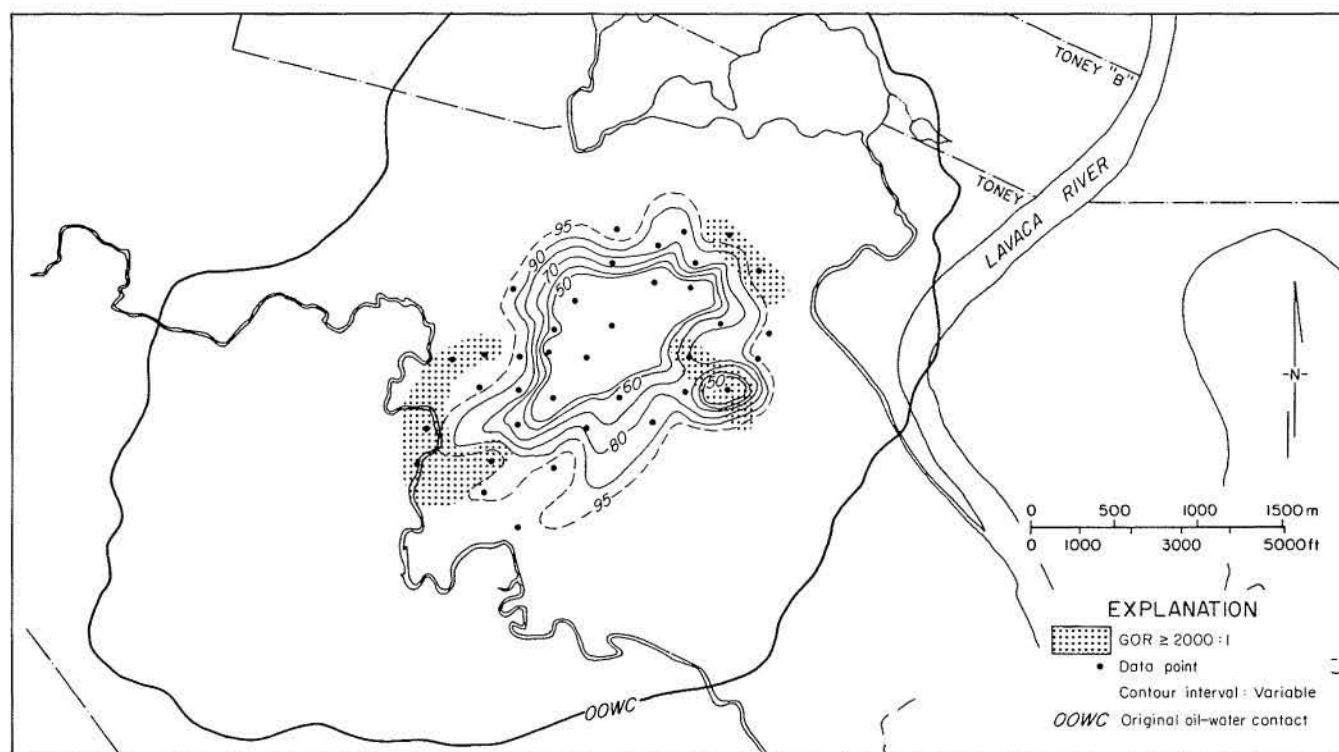 TONEY "B"
TONEY
LAVACA RIVER
95
90
70
50
50
60
80
95
-N-
0 500 1000 1500 m
0 1000 3000 5000 ft
EXPLANATION
GOR ≥ 2000 : 1
Data point
Contour interval : Variable
OOWC Original oil-water contact
OOWC